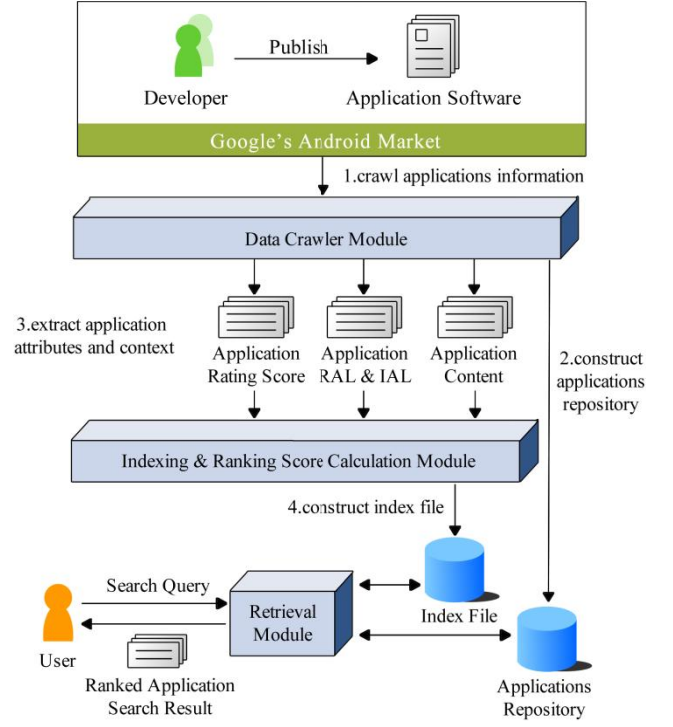 Publish
Developer
Application Software
Google's Android Market
1.crawl applications information
Data Crawler Module
3.extract application
attributes and context
Application
Rating Score
Application
RAL & IAL
Application
Content
2.construct
applications
repository
Indexing & Ranking Score Calculation Module
4.construct index file
Search Query
Retrieval
Module
Index File
User
Ranked Application
Search Result
Applications
Repository